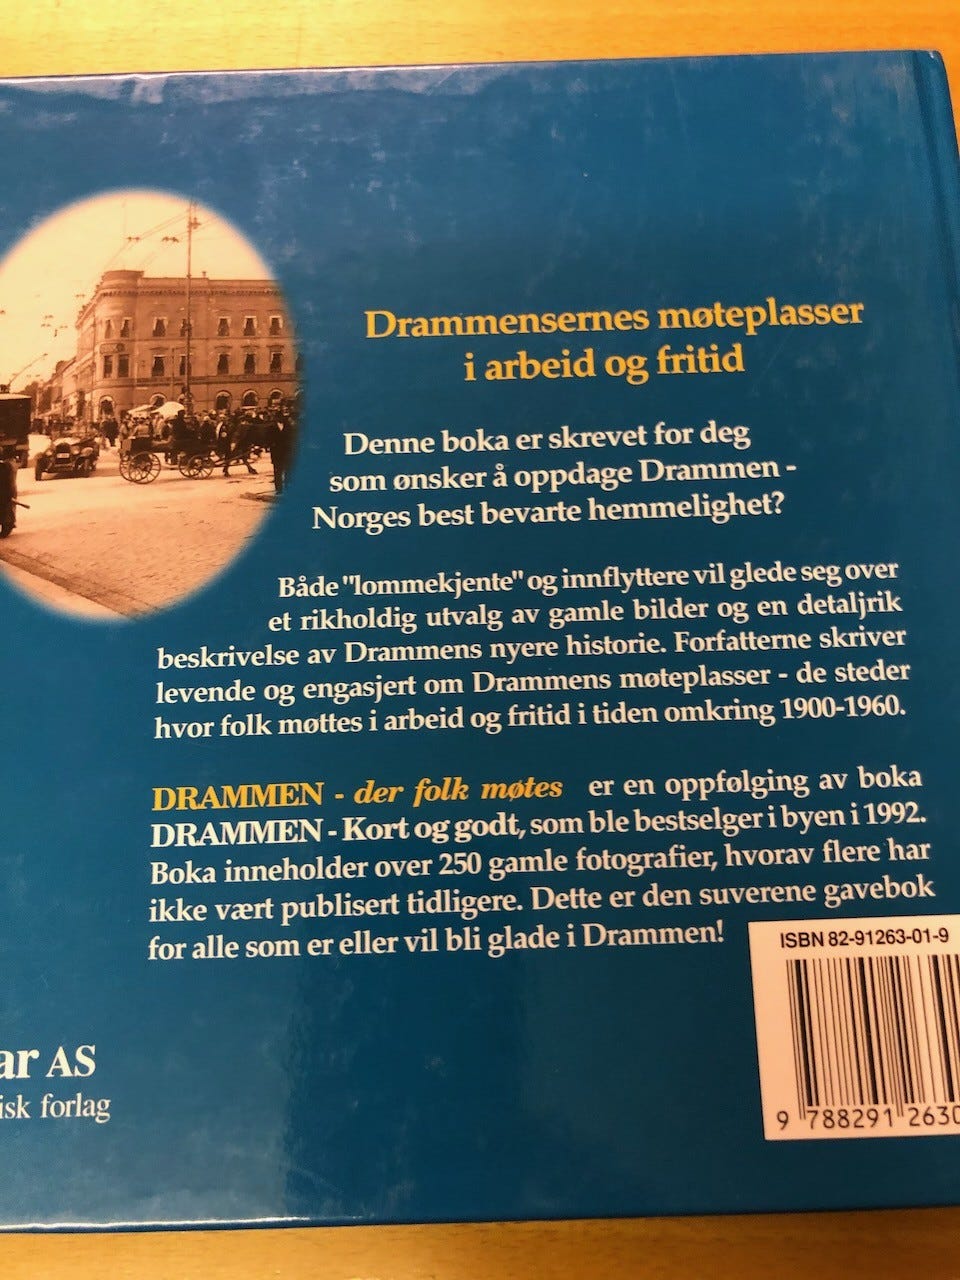 Drammensernes møteplasser
i arbeid og fritid
Denne boka er skrevet for deg
som ønsker å oppdage Drammen -
Norges best bevarte hemmelighet?
Både "lommekjente" og innflyttere vil glede seg over
et rikholdig utvalg av gamle bilder og en detaljrik
beskrivelse av Drammens nyere historie. Forfatterne skriver
levende og engasjert om Drammens møteplasser - de steder
hvor folk møttes i arbeid og fritid i tiden omkring 1900-1960.
DRAMMEN - der folk møtes er en oppfølging av boka
DRAMMEN - Kort og godt, som ble bestselger i byen i 1992.
Boka inneholder over 250 gamle fotografier, hvorav flere har
ikke vært publisert tidligere. Dette er den suverene gavebok
for alle som er eller vil bli glade i Drammen!
ISBN 82-91263-01-9
9 788291 2630
ar AS
isk forlag